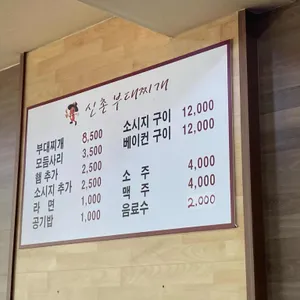 신촌부대찌개
부대찌개 8,500
모듬사리 3,500
햄 추가 2,500
소시지 추가 2,500
라 면 1,000
공기밥 1,000
소시지 구이 12,000
베이컨 구이 12,000
소 주 4,000
맥 주 4,000
음료수 2,000